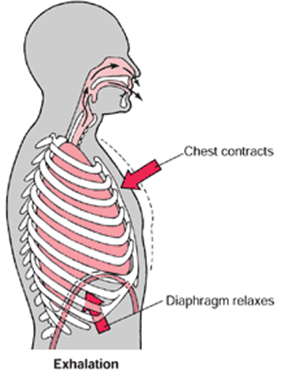 Chest contracts
Diaphragm relaxes
Exhalation